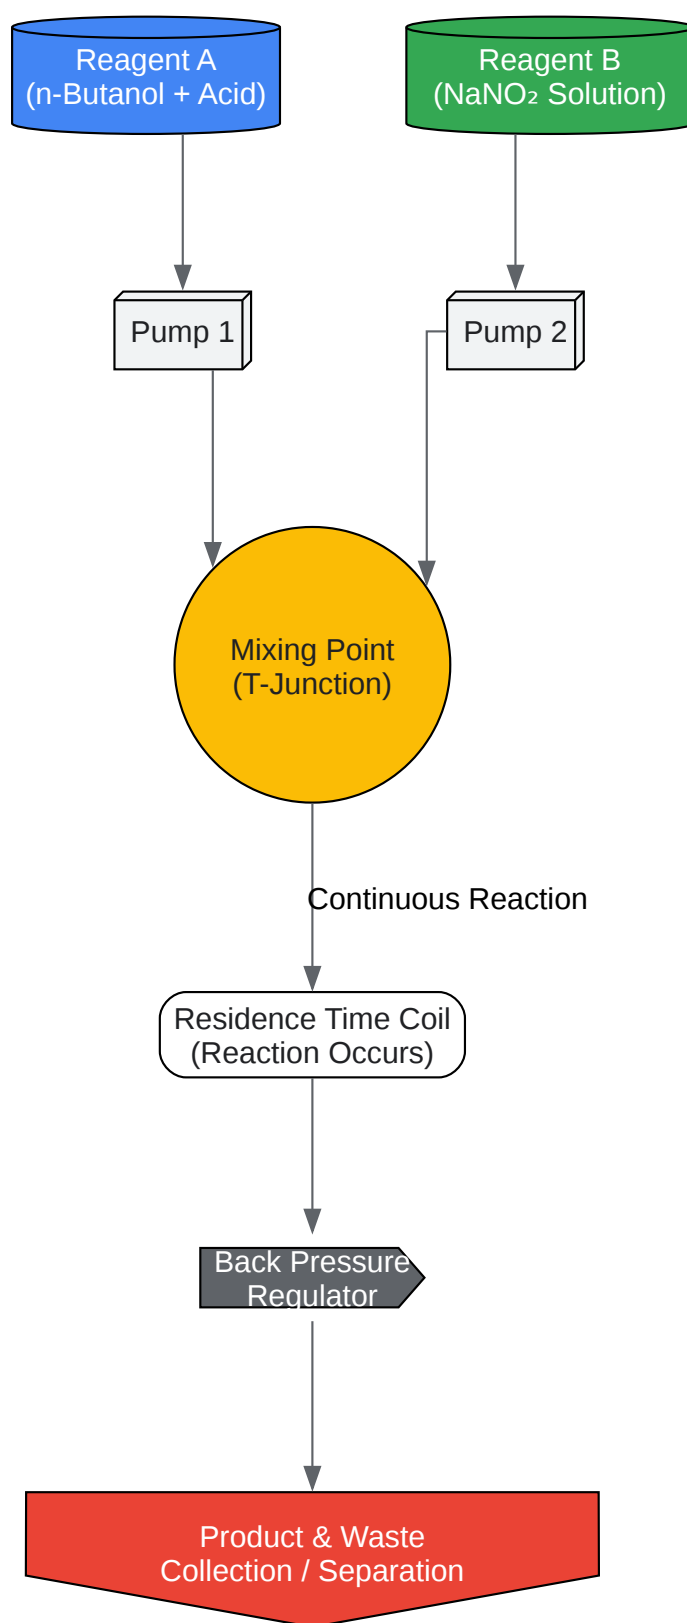 Reagent A
(n-Butanol + Acid)
Reagent B
(NaNO₂ Solution)
Pump 1
Pump 2
Mixing Point
(T-Junction)
Continuous Reaction
Residence Time Coil
(Reaction Occurs)
Back Pressure
Regulator
Product & Waste
Collection / Separation